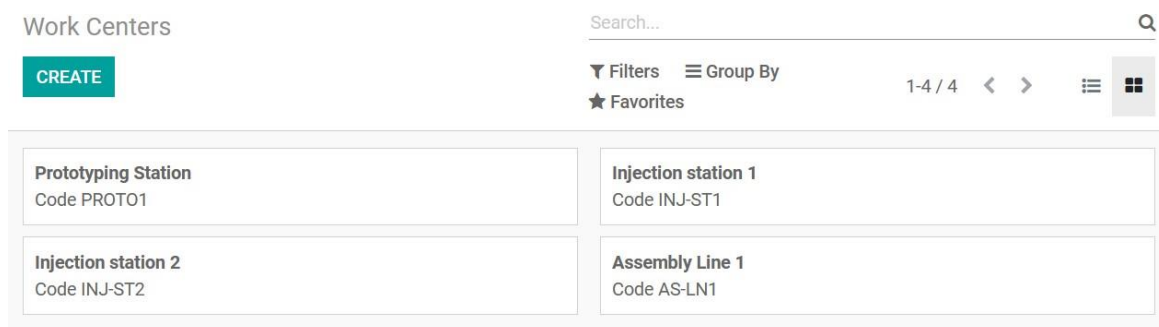 Work Centers
Search...
CREATE
Filters Group By
Favorites
1-4 / 4
Prototyping Station
Code PROTO1
Injection station 1
Code INJ-ST1
Injection station 2
Code INJ-ST2
Assembly Line 1
Code AS-LN1